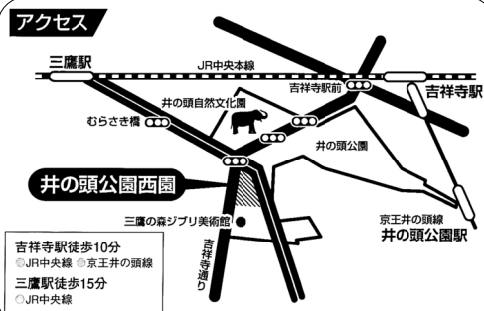 アクセス
三鷹駅
JR中央本線
吉祥寺駅前
吉祥寺駅
井の頭自然文化園
むらさき橋
井の頭公園
井の頭公園西園
三鷹の森ジブリ美術館
吉祥寺通り
京王井の頭線
井の頭公園駅
吉祥寺駅徒歩10分
◎JR中央線 ◎京王井の頭線
三鷹駅徒歩15分
○JR中央線